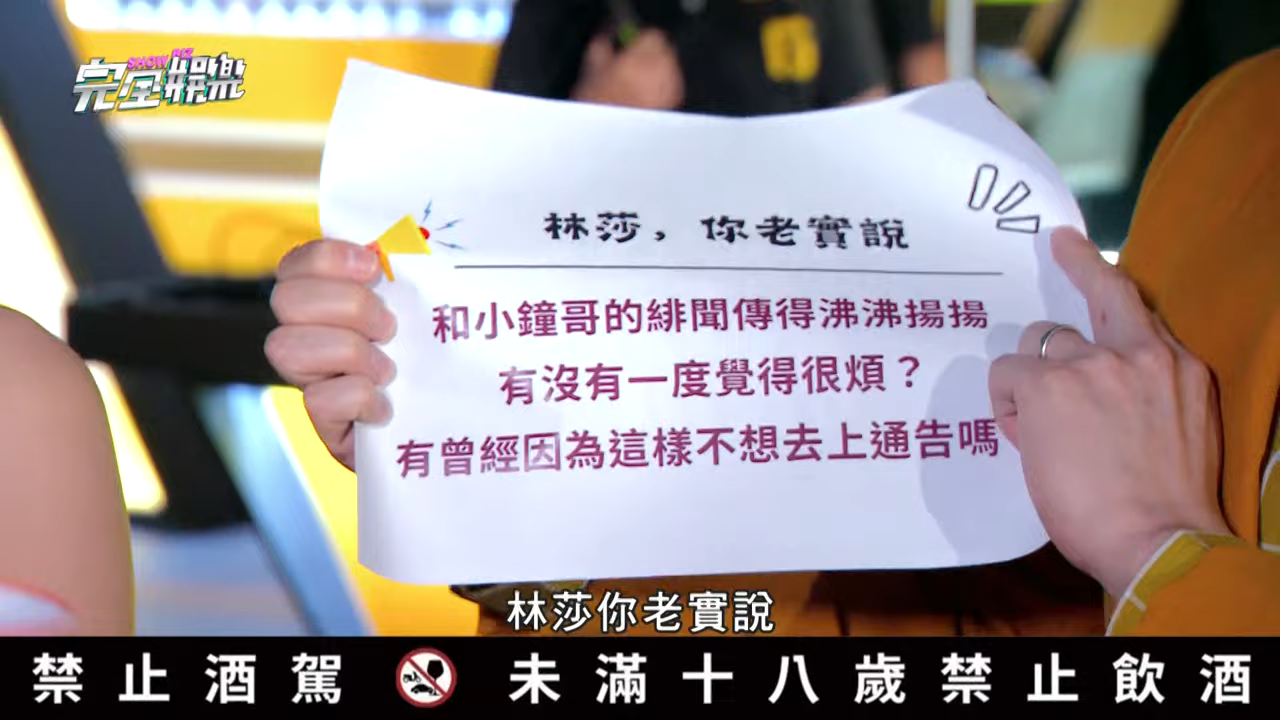 SHOW BIZ
完全娛樂
林莎,你老實說
和小鐘哥的緋聞傳得沸沸揚揚
有沒有一度覺得很煩？
有曾經因為這樣不想去上通告嗎
林莎你老實說
禁止酒駕 未滿十八歲禁止飲酒